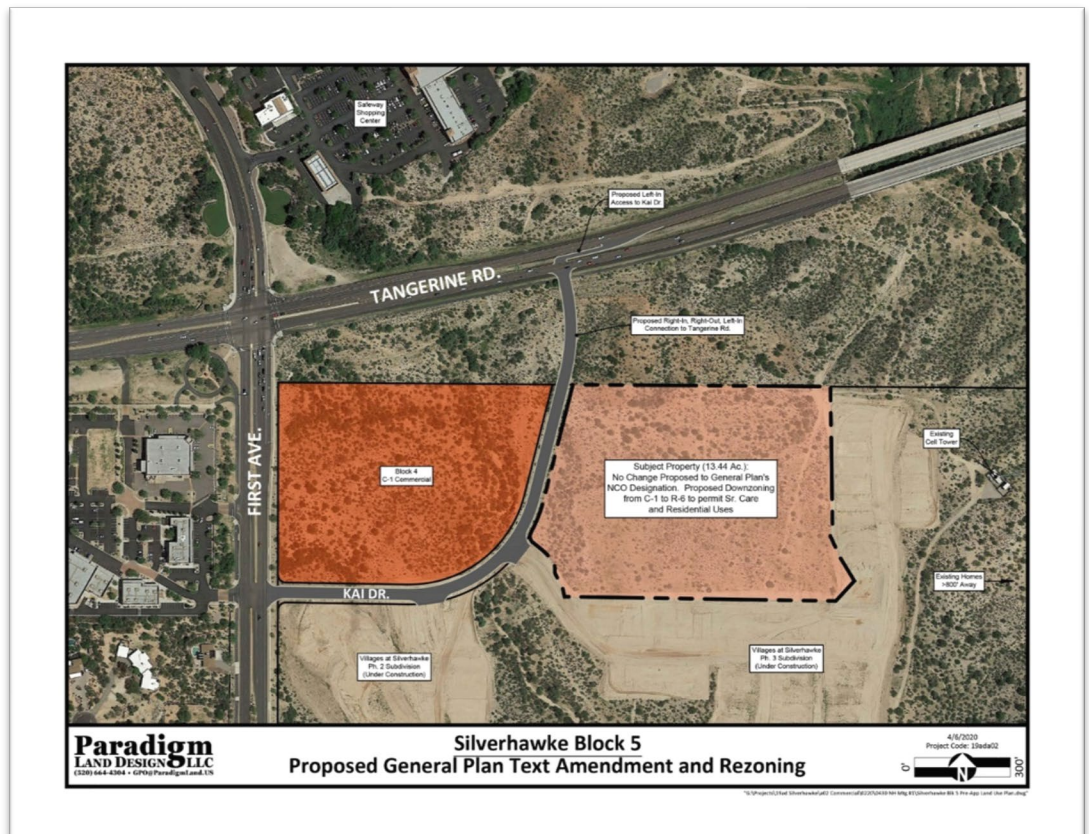 Safeway
Shopping
Center
Proposed Left-In
Access to Kai Dr
TANGERINE RD.
Proposed Right-In, Right-Out, Left-In
Connection to Tangerine Rd.
FIRST AVE.
Block 4
C-1 Commercial
Subject Property (13.44 Ac.):
No Change Proposed to General Plan's
NCO Designation. Proposed Downzoning
from C-1 to R-6 to permit Sr. Care
and Residential Uses
Existing
Cell Tower
Existing Homes
>800' Away
KAI DR.
Villages at Silverhawke
Ph. 2 Subdivision
(Under Construction)
Villages at Silverhawke
Ph. 3 Subdivision
(Under Construction)
Paradigm
LAND DESIGN LLC
(520) 664-4304 • GPO@ParadigmLand.US
Silverhawke Block 5
Proposed General Plan Text Amendment and Rezoning
4/6/2020
Project Code: 19ada02
0'
N
300'